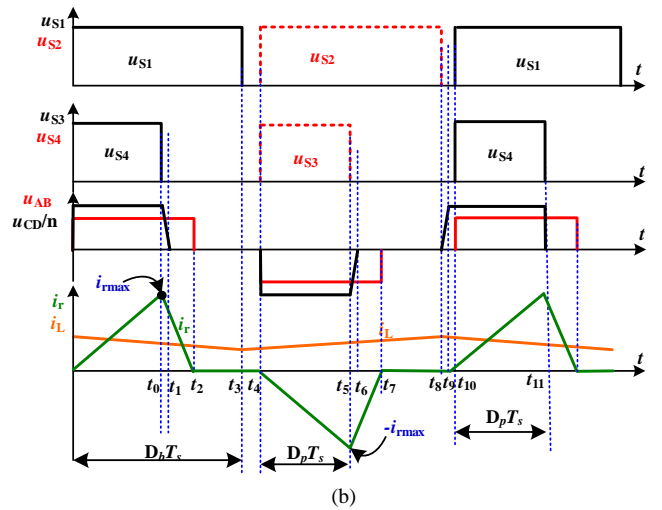 uS1
uS2
uS1
uS2
uS1
t
uS3
uS4
uS4
uS3
uS4
t
uAB
uCD/n
t
irmax
ir
iL
ir
iL
t
t0 t1 t2 t3 t4 t5 t6 t7 t8 t9 t10 t11
-irmax
DbTs
DpTs
DpTs
(b)